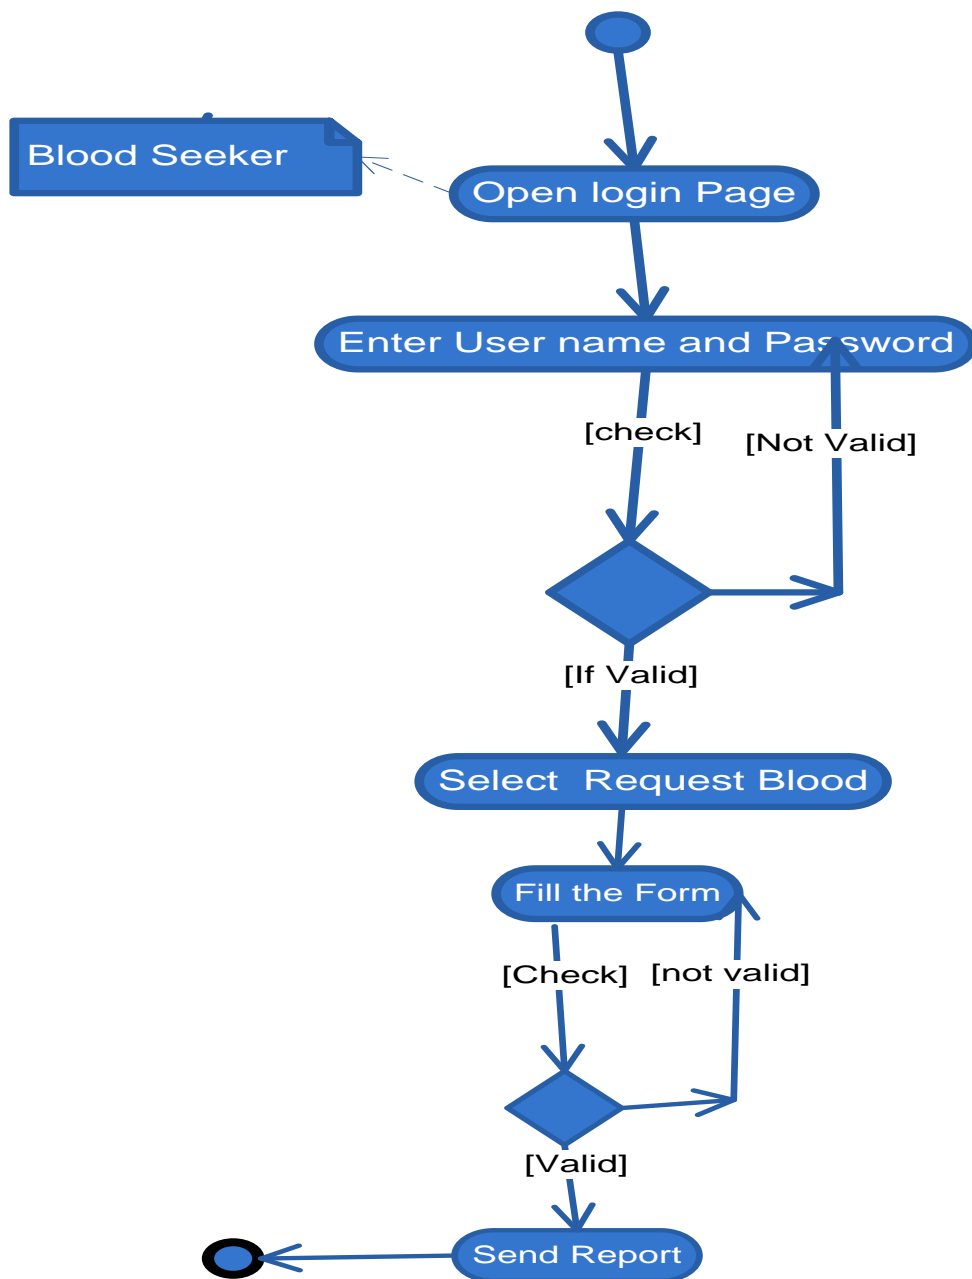 Blood Seeker
Open login Page
Enter User name and Password
[check]
[Not Valid]
[If Valid]
Select  Request Blood
Fill the Form
[Check]
[not valid]
[Valid]
Send Report